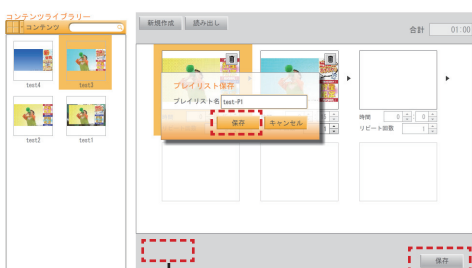 コンテンツライブラリー
コンテンツ
test4
test3
test2
test1
新規作成
読み出し
合計
01:00
プレイリスト保存
プレイリスト名 test-P1
保存
キャンセル
時間 0 0
リピート回数 1
保存